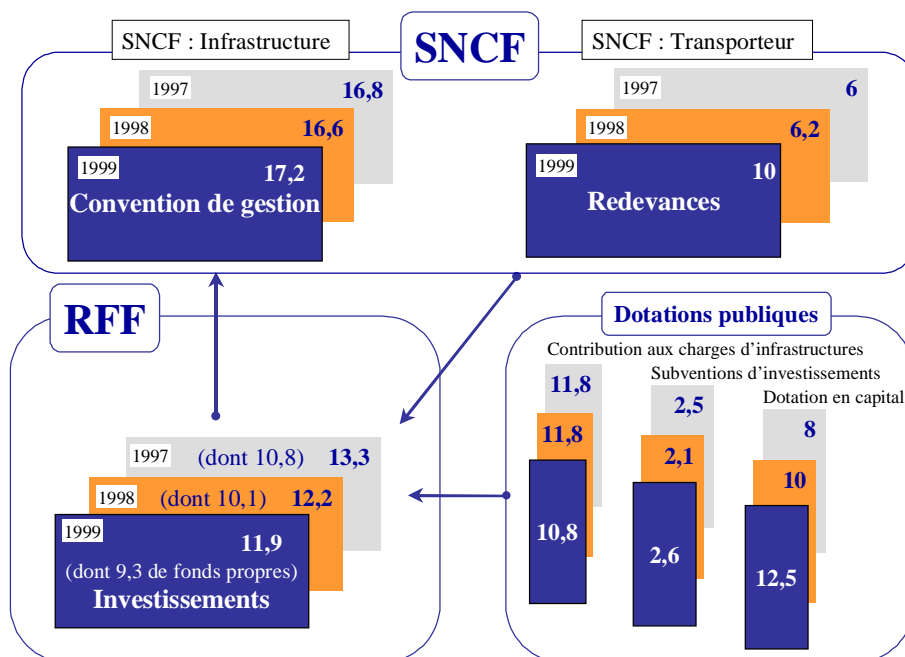 SNCF : Infrastructure
SNCF
SNCF : Transporteur
1997
16,8
1998
16,6
1999
17,2
Convention de gestion
1997
6
1998
6,2
1999
10
Redevances
RFF
1997
(dont 10,8)
13,3
1998
(dont 10,1)
12,2
1999
11,9
(dont 9,3 de fonds propres)
Investissements
Dotations publiques
Contribution aux charges d’infrastructures
Subventions d’investissements
Dotation en capital
11,8
11,8
10,8
2,5
2,1
2,6
8
10
12,5